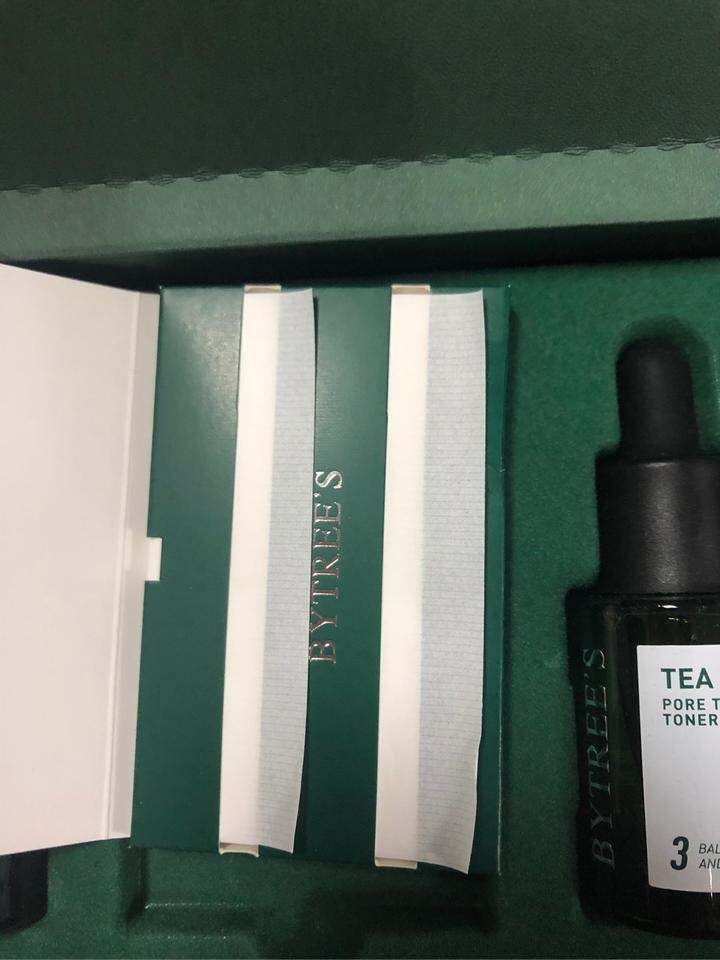 BYTREE'S
BYTREE'S
TEA
PORE T
TONER
3
BAL
AND